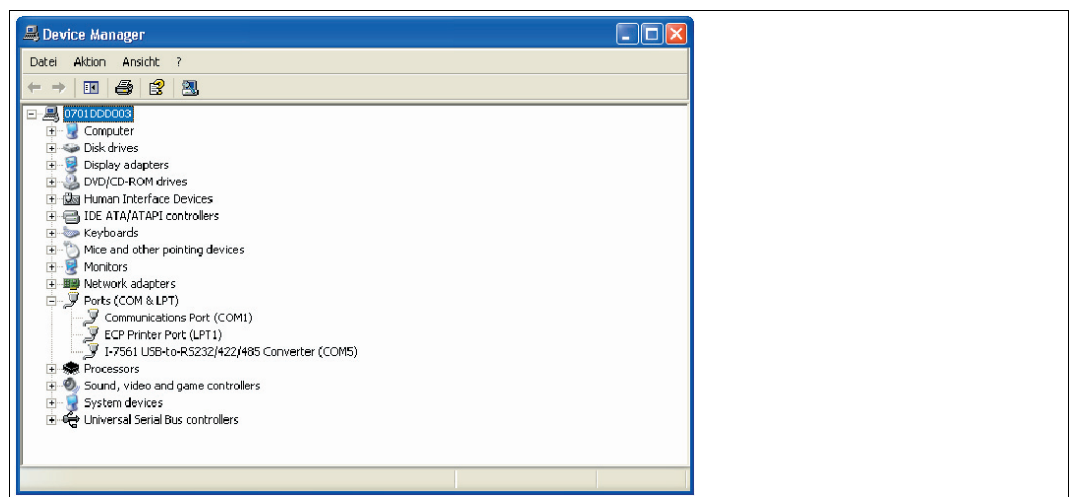 Device Manager
Datei Aktion Ansicht ?
0701DDD003
Computer
Disk drives
Display adapters
DVD/CD-ROM drives
Human Interface Devices
IDE ATA/ATAPI controllers
Keyboards
Mice and other pointing devices
Monitors
Network adapters
Ports (COM & LPT)
Communications Port (COM1)
ECP Printer Port (LPT1)
I-7561 USB-to-RS232/422/485 Converter (COM5)
Processors
Sound, video and game controllers
System devices
Universal Serial Bus controllers